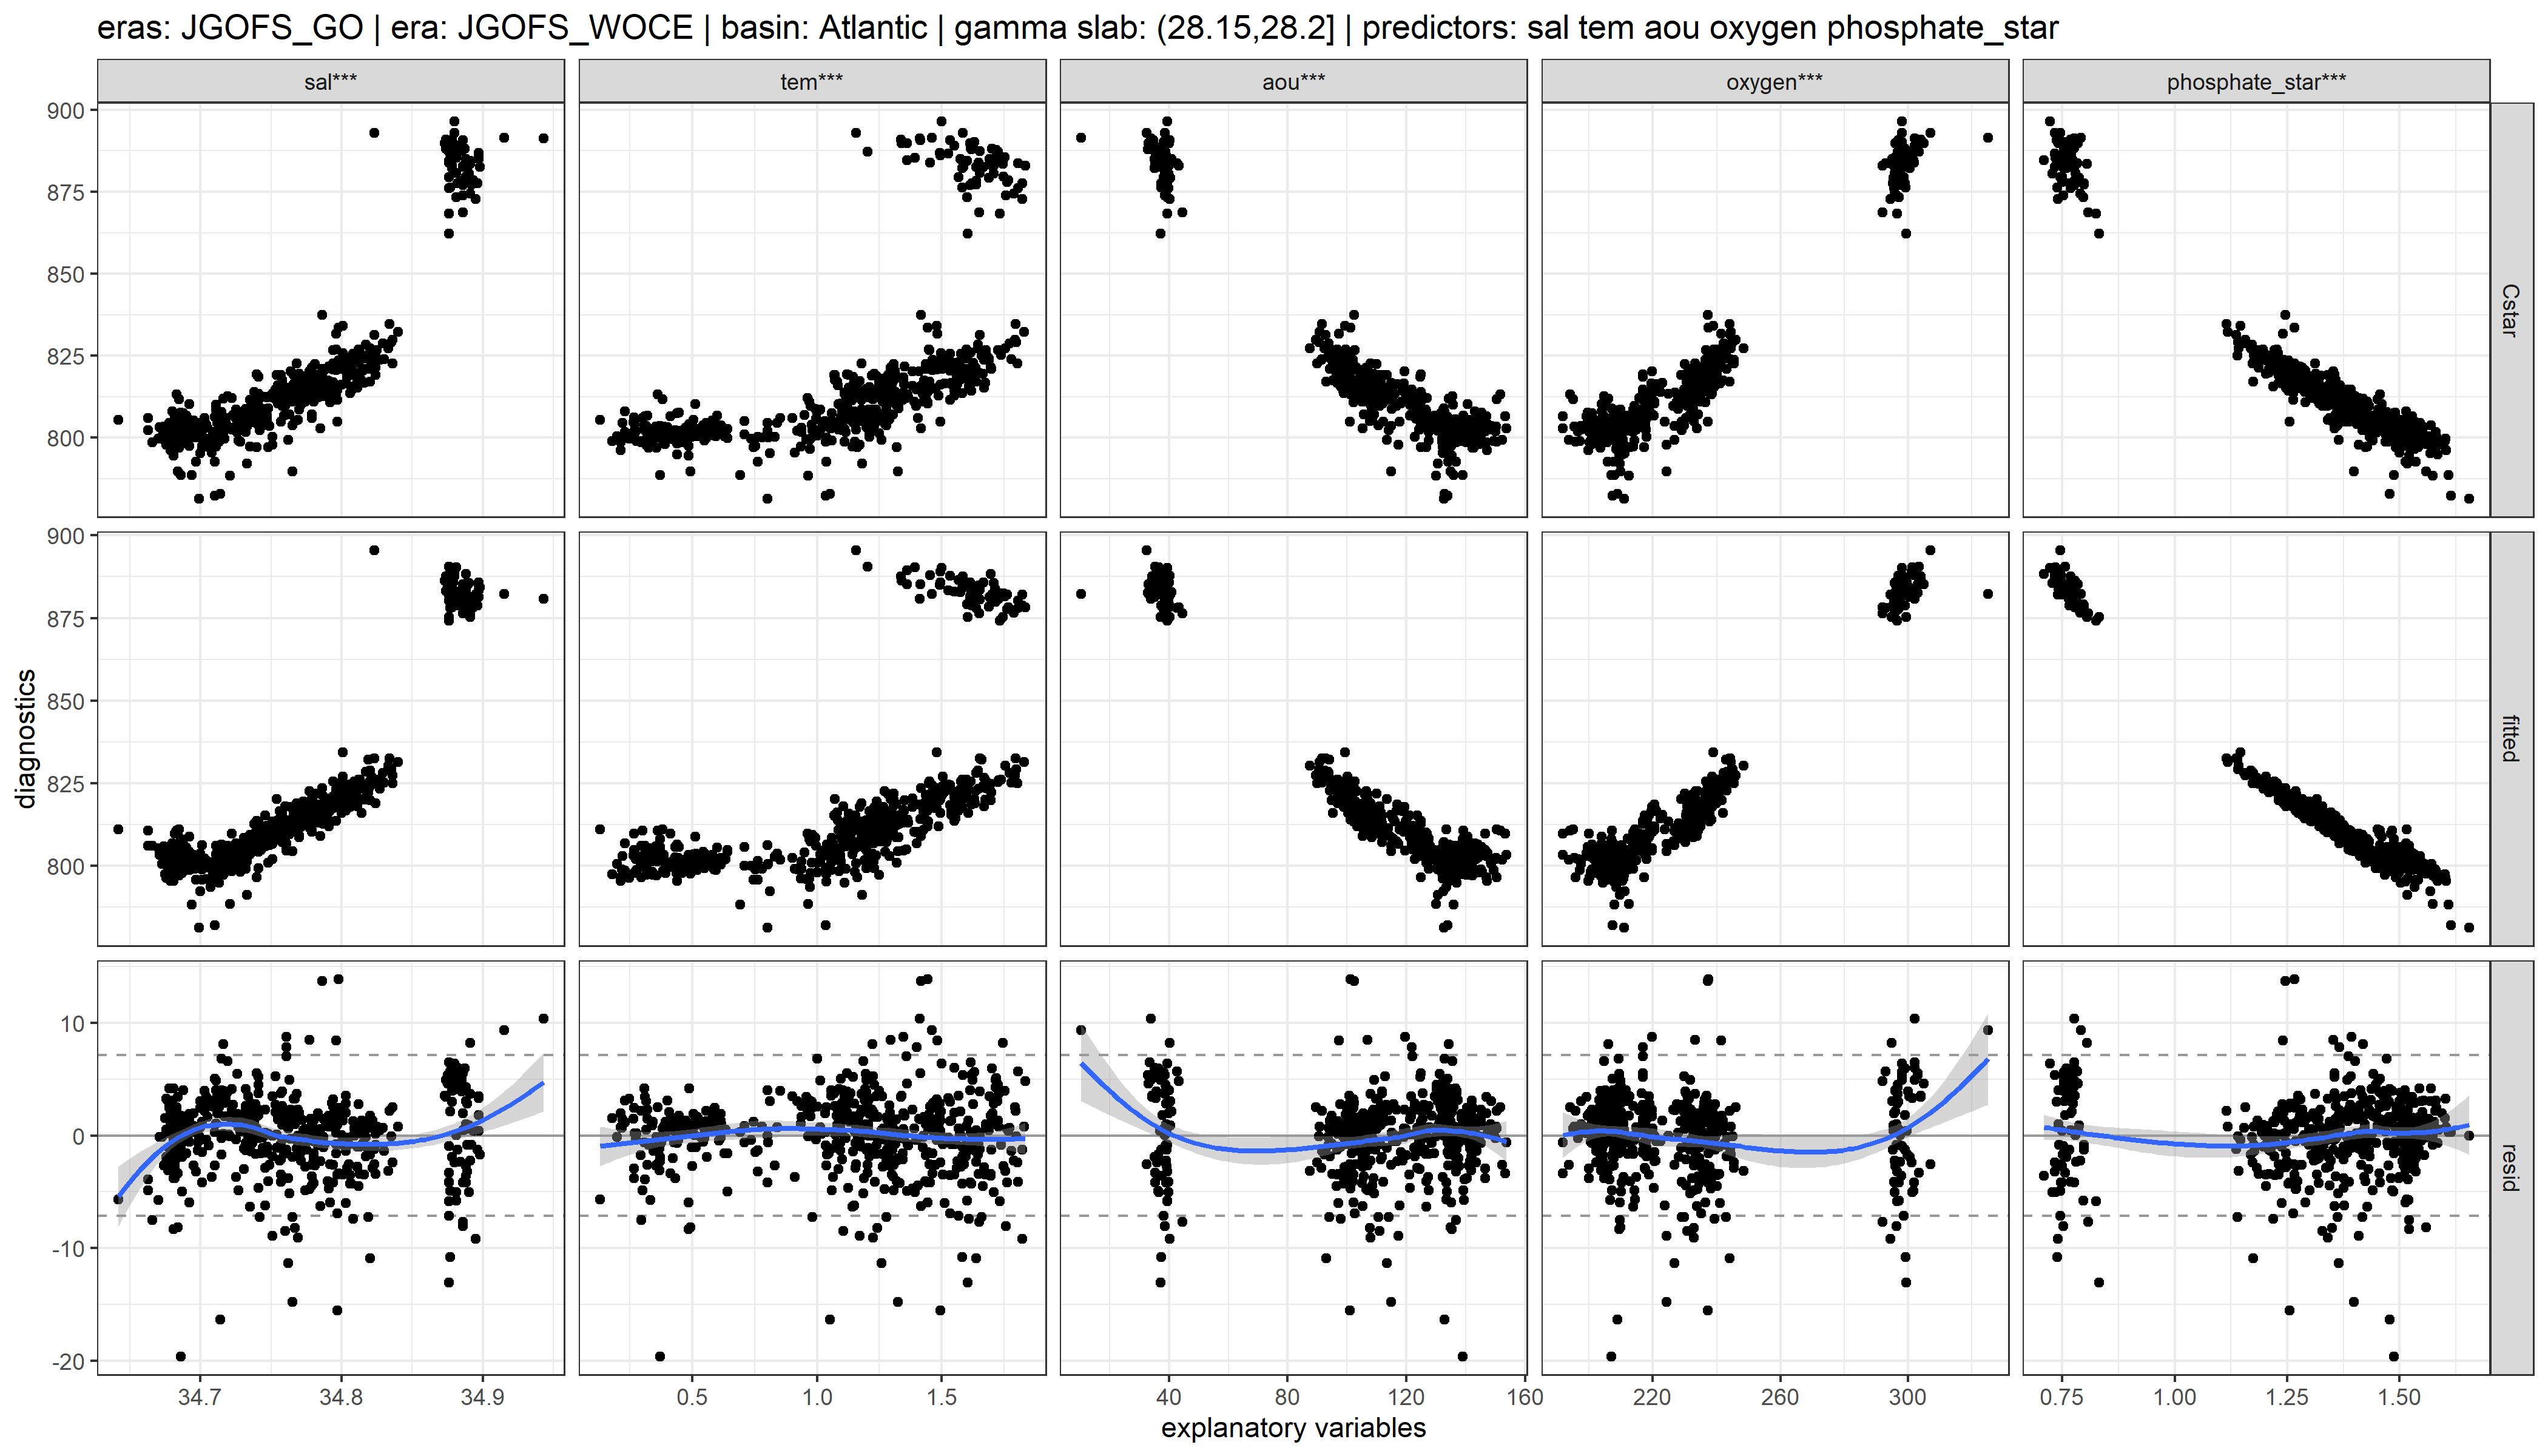 eras: JGOFS_GO | era: JGOFS_WOCE | basin: Atlantic | gamma slab: (28.15,28.2] | predictors: sal tem aou oxygen phosphate_star
sal***
tem***
aou***
oxygen***
phosphate_star***
900
875
850
825
800
Cstar
900
875
850
825
800
fitted
diagnostics
10
0
-10
-20
resid
34.7
34.8
34.9
0.5
1.0
1.5
40
80
120
160
220
260
300
0.75
1.00
1.25
1.50
explanatory variables